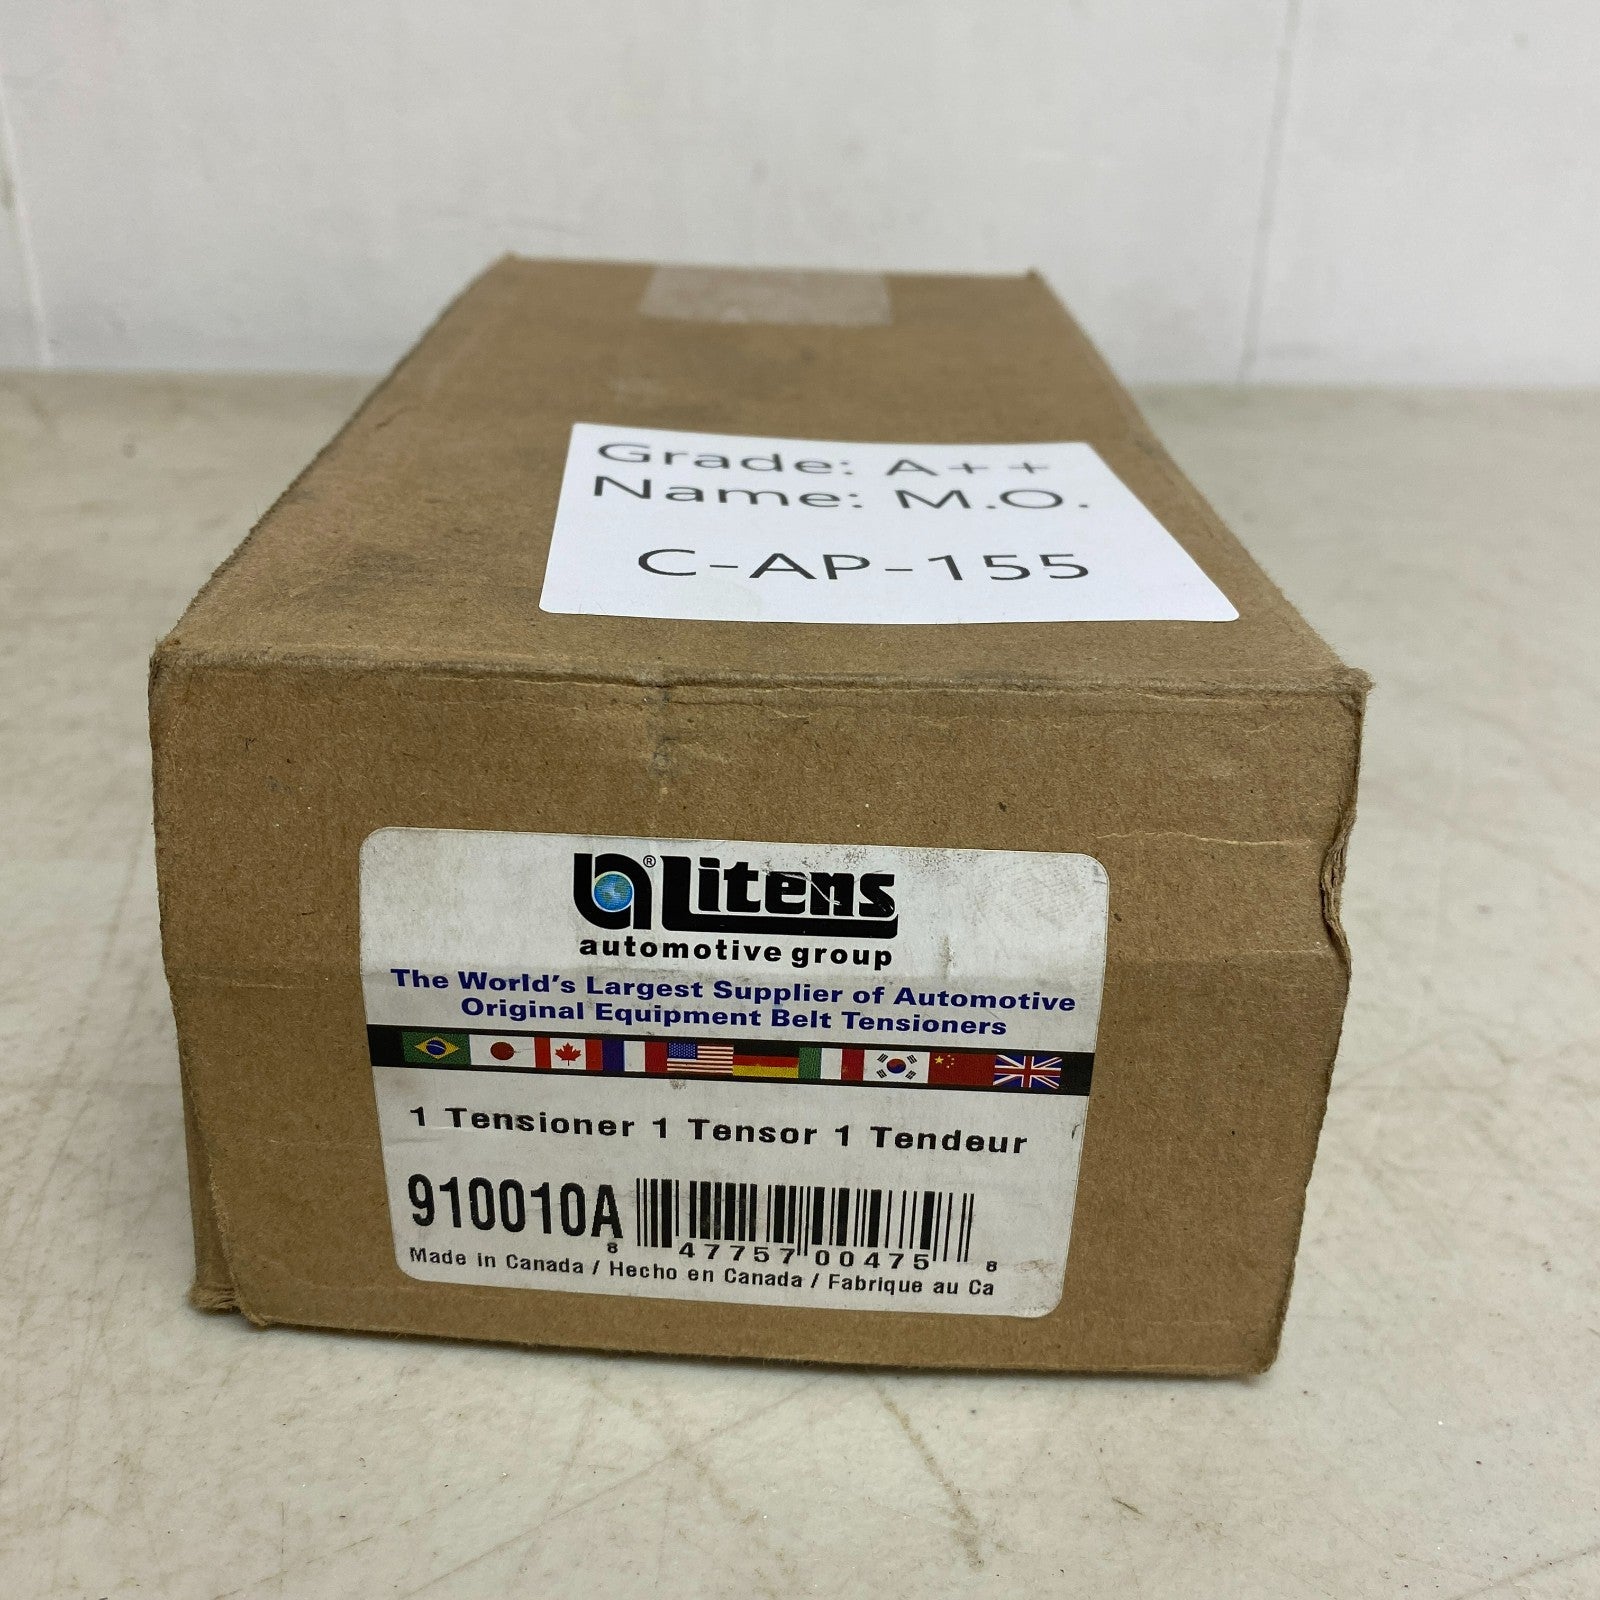 Grade: A++
Name: M.O.
C-AP-155
® Litens
automotive group
The World's Largest Supplier of Automotive
Original Equipment Belt Tensioners
1 Tensioner 1 Tensor 1 Tendeur
910010A
8 47757 00475 8
Made in Canada / Hecho en Canada / Fabrique au Ca